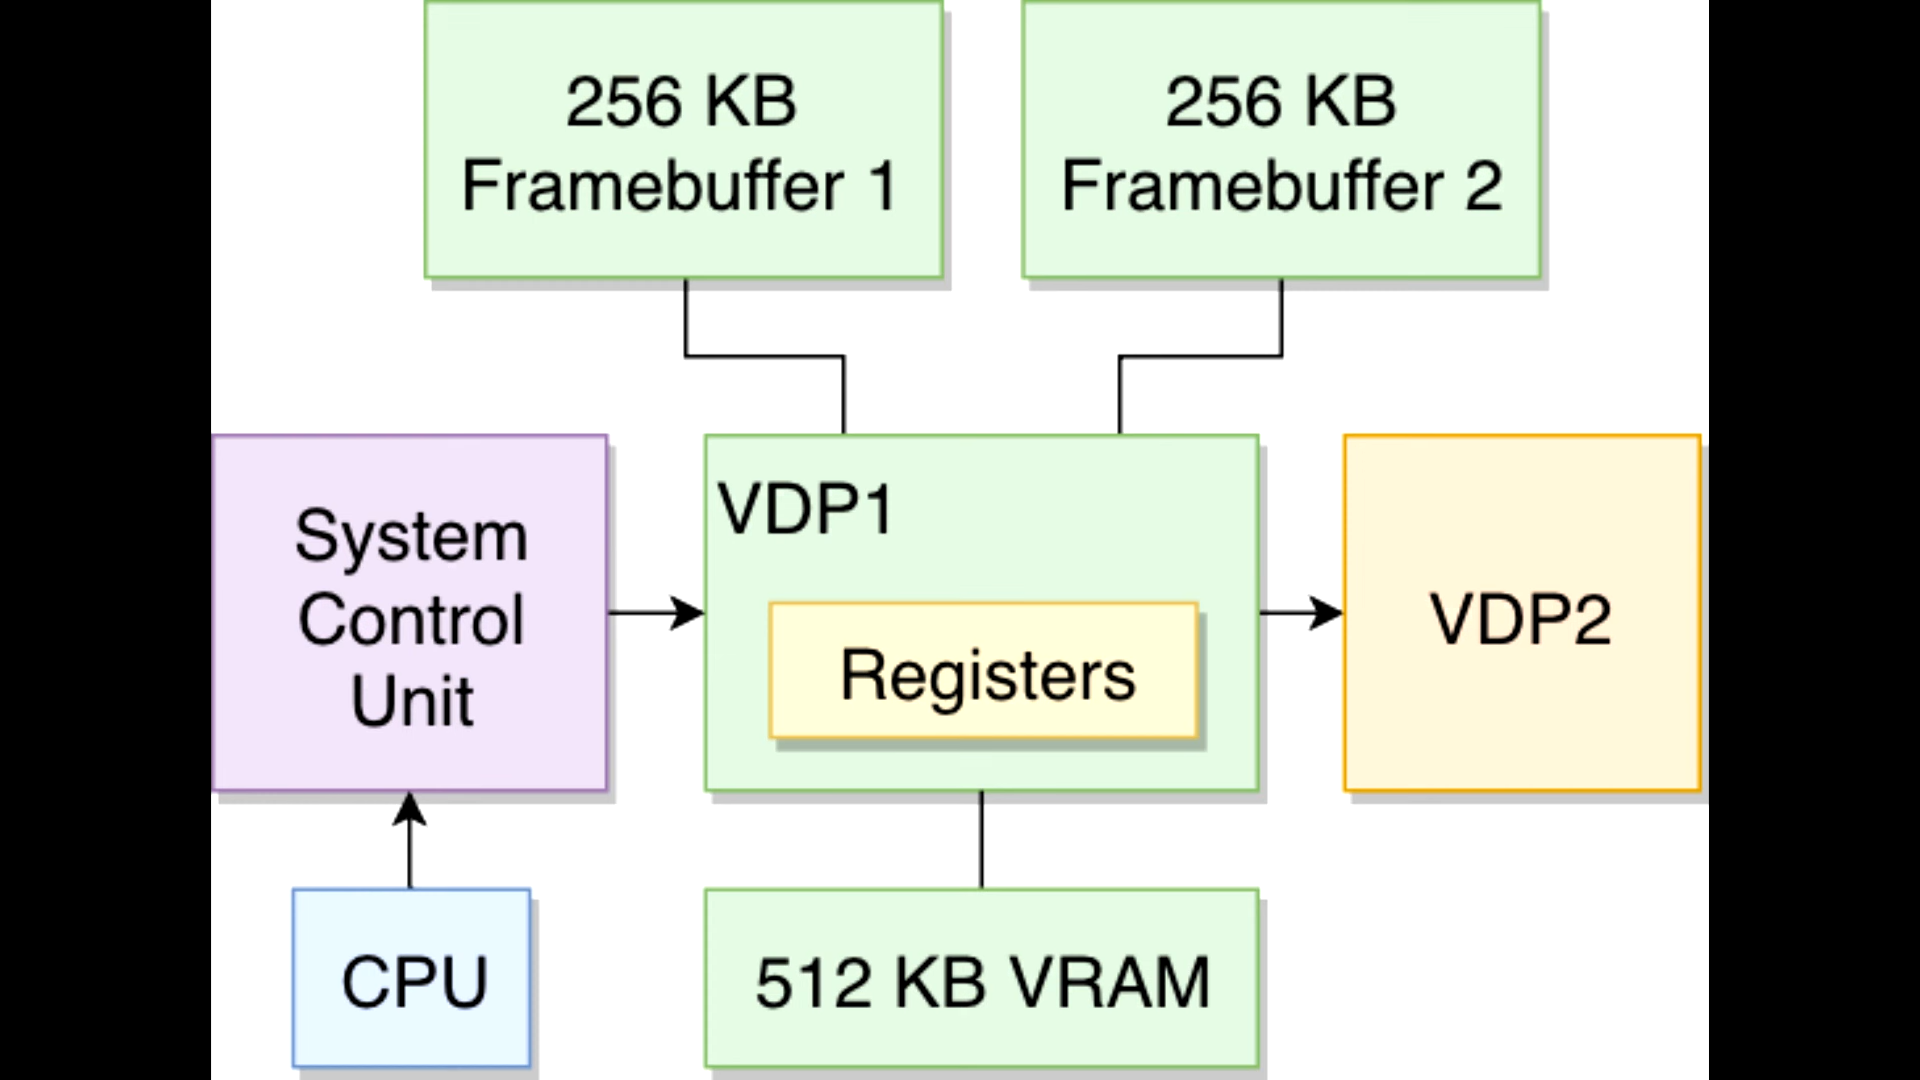 256 KB
Framebuffer 1
256 KB
Framebuffer 2
System
Control
Unit
VDP1
Registers
VDP2
CPU
512 KB VRAM